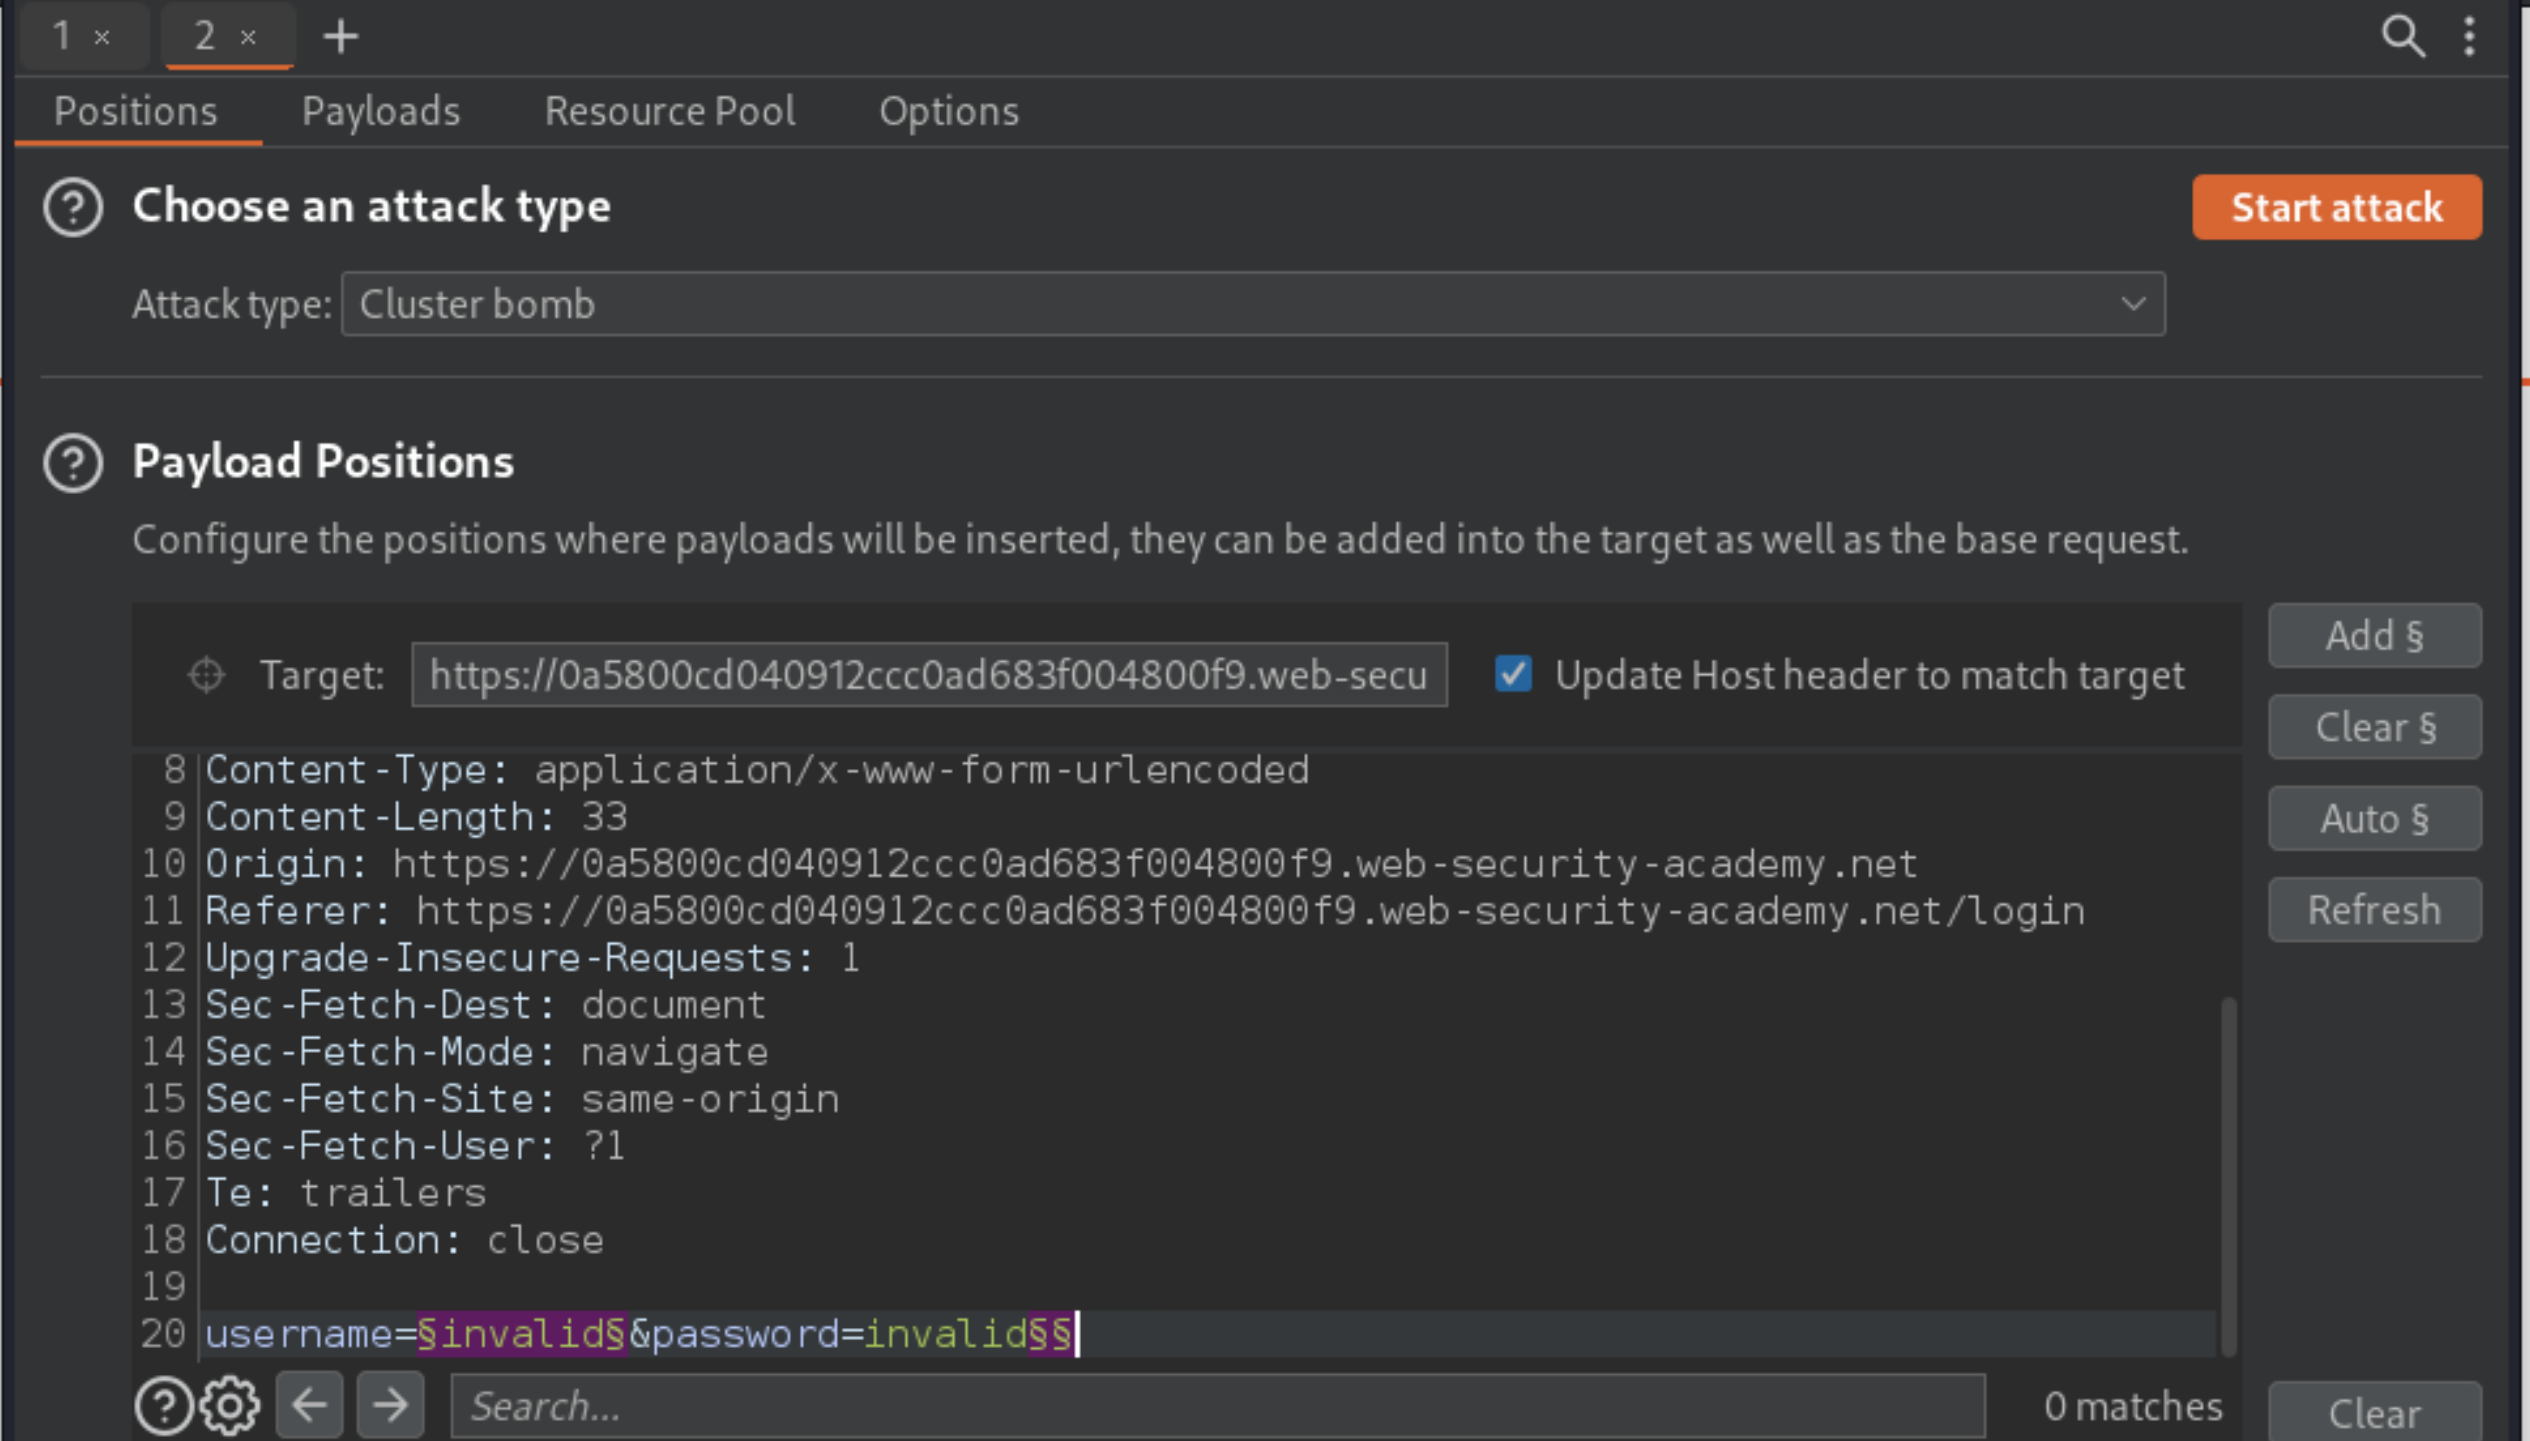 1 × 2 × +
Positions Payloads Resource Pool Options
? Choose an attack type Start attack
Attack type: Cluster bomb
? Payload Positions
Configure the positions where payloads will be inserted, they can be added into the target as well as the base request.
Target: https://0a5800cd040912ccc0ad683f004800f9.web-secu Update Host header to match target Add §
Clear §
8 Content-Type: application/x-www-form-urlencoded
9 Content-Length: 33 Auto §
10 Origin: https://0a5800cd040912ccc0ad683f004800f9.web-security-academy.net
11 Referer: https://0a5800cd040912ccc0ad683f004800f9.web-security-academy.net/login Refresh
12 Upgrade-Insecure-Requests: 1
13 Sec-Fetch-Dest: document
14 Sec-Fetch-Mode: navigate
15 Sec-Fetch-Site: same-origin
16 Sec-Fetch-User: ?1
17 Te: trailers
18 Connection: close
19
20 username=§invalid§&password=invalid§§
? Search... 0 matches Clear